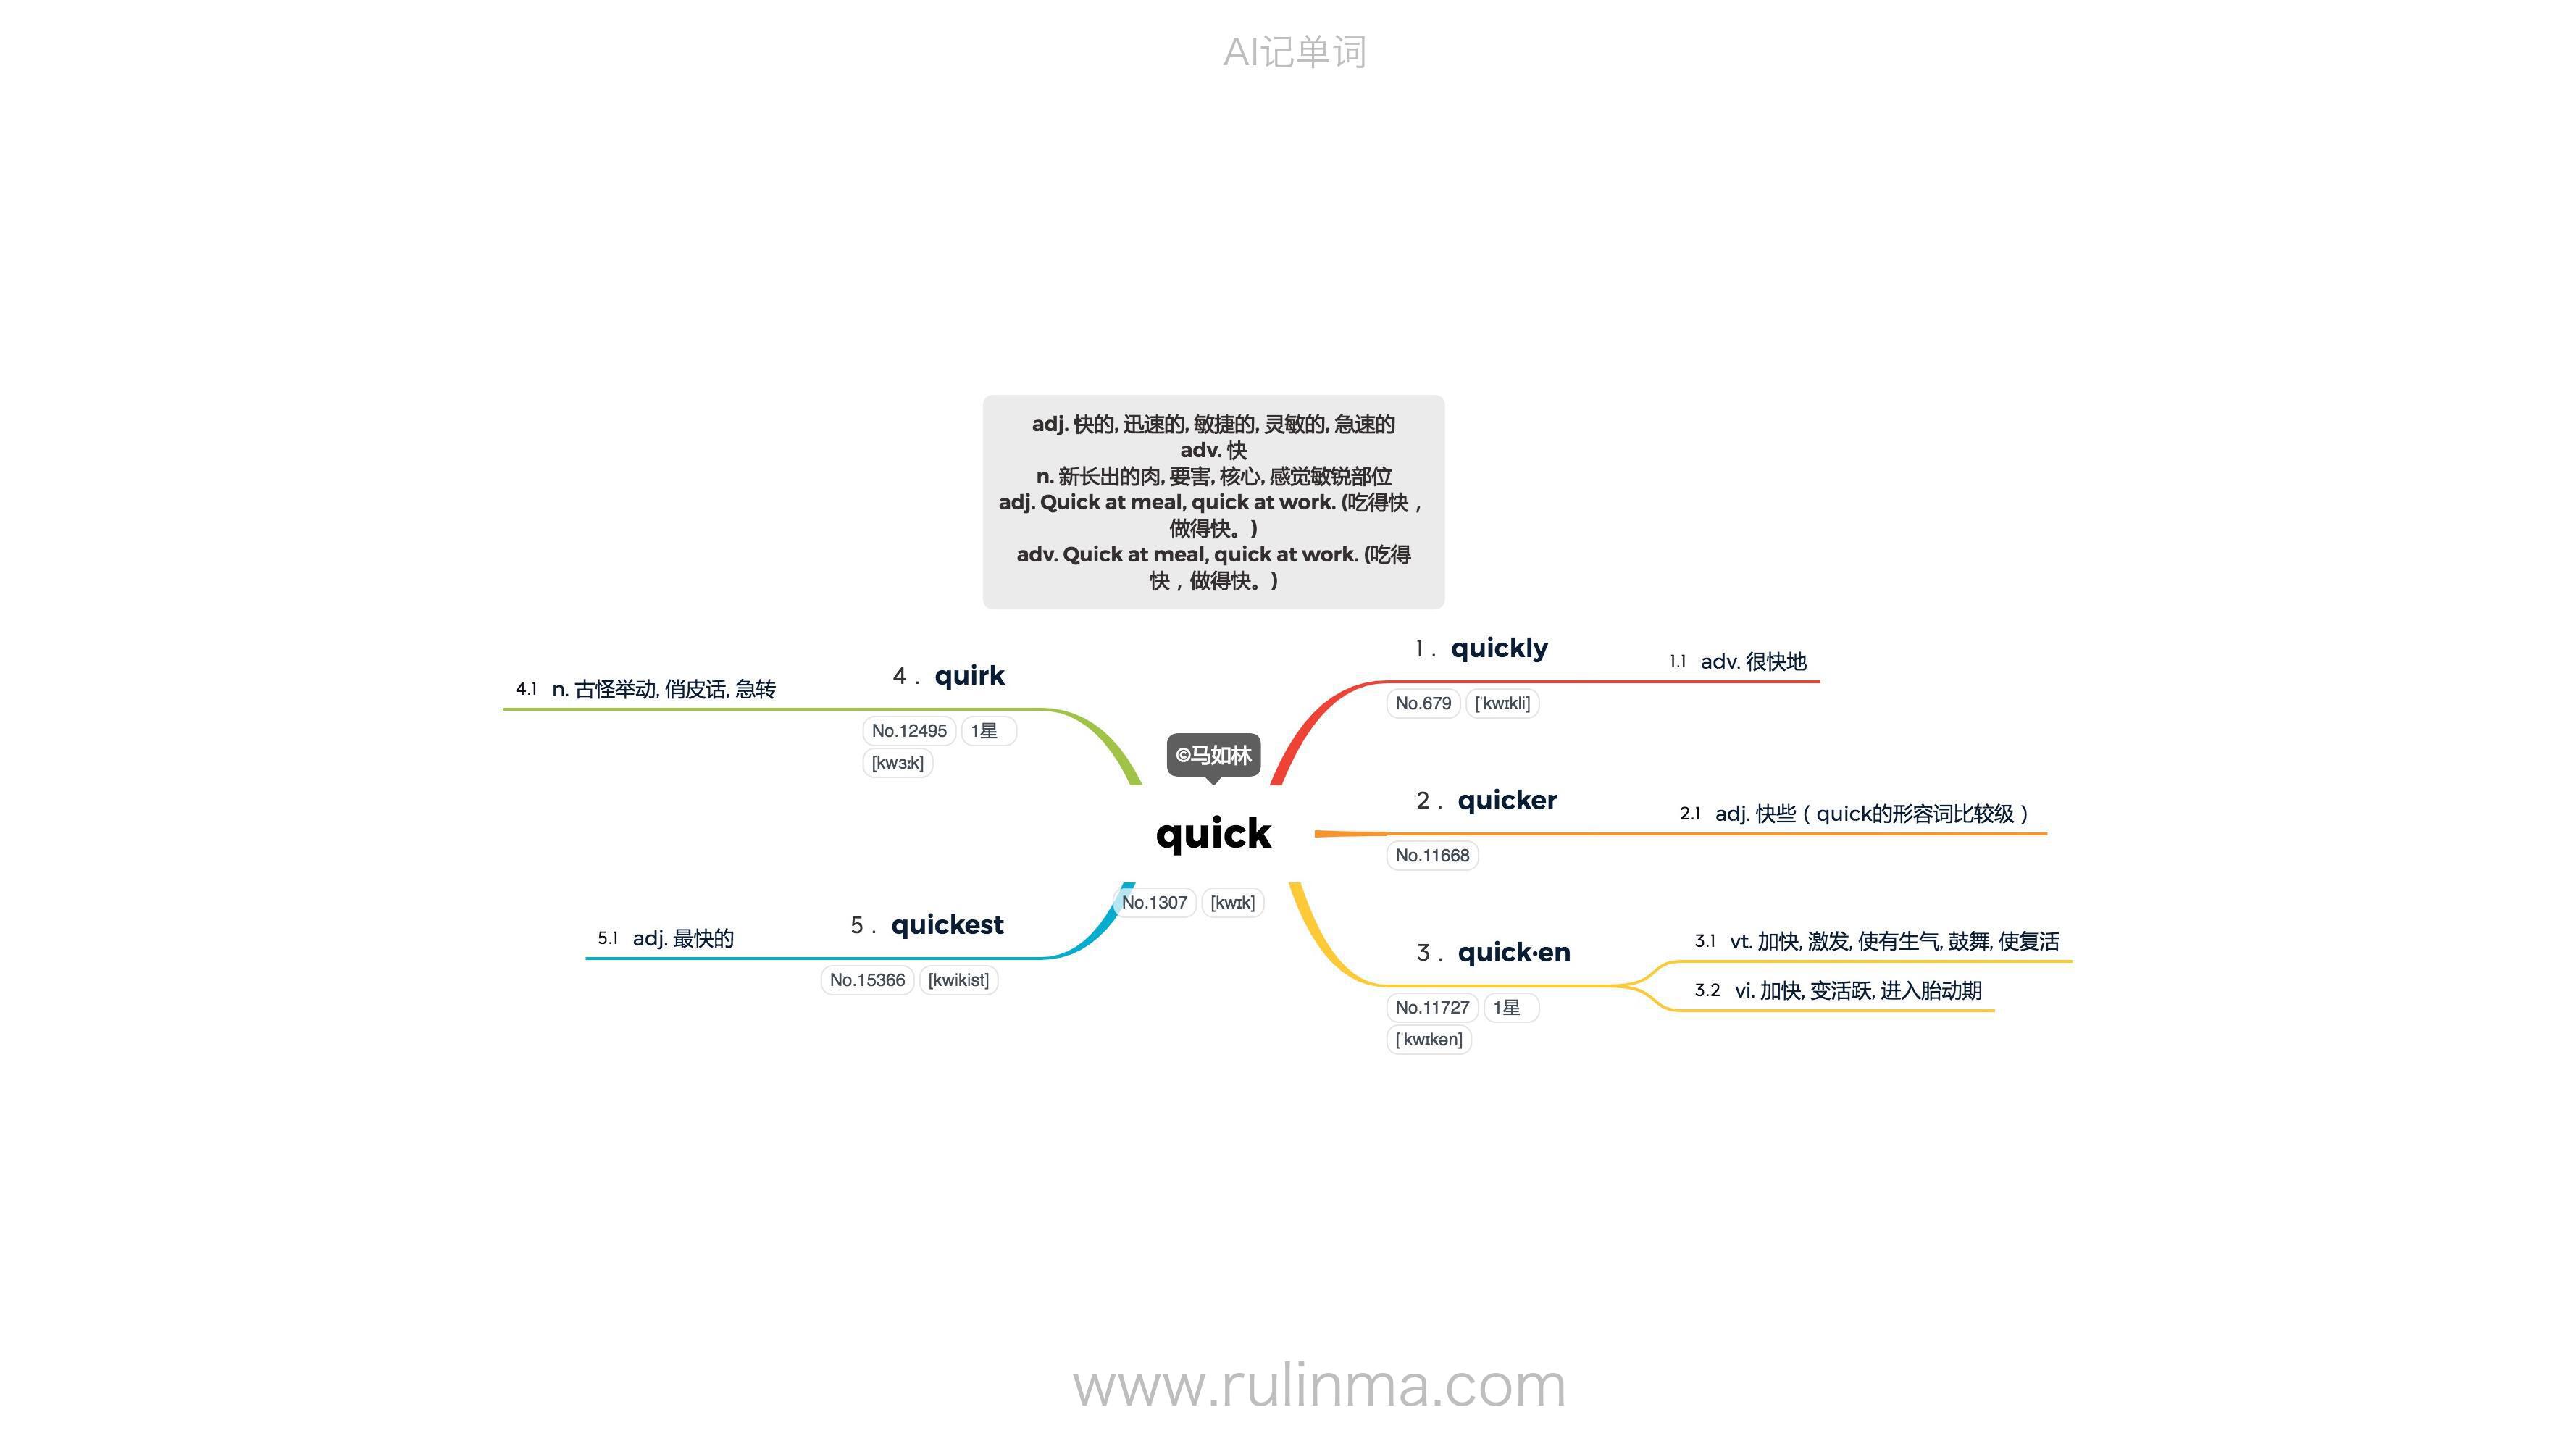 AI记单词
adj. 快的, 迅速的, 敏捷的, 灵敏的, 急速的
adv. 快
n. 新长出的肉, 要害, 核心, 感觉敏锐部位
adj. Quick at meal, quick at work. (吃得快，
做得快。)
adv. Quick at meal, quick at work. (吃得
快，做得快。)
©马如林
quick
No.1307 [kwɪk]
1. quickly
No.679 [ˈkwɪkli]
1.1 adv. 很快地
2. quicker
No.11668
2.1 adj. 快些（quick的形容词比较级）
3. quick·en
No.11727 1星
[ˈkwɪkən]
3.1 vt. 加快, 激发, 使有生气, 鼓舞, 使复活
3.2 vi. 加快, 变活跃, 进入胎动期
4. quirk
No.12495 1星
[kwɜːk]
4.1 n. 古怪举动, 俏皮话, 急转
5. quickest
No.15366 [kwikist]
5.1 adj. 最快的
www.rulinma.com